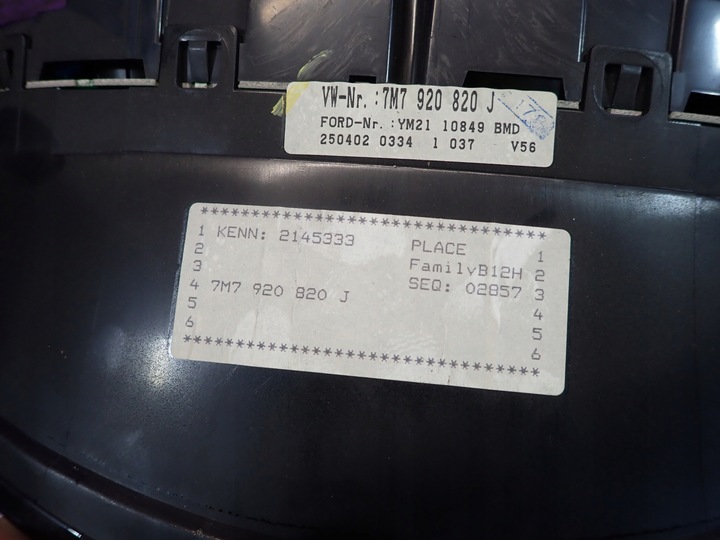 VW-Nr. :7M7 920 820 J
FORD-Nr. :YM21 10849 BMD
250402 0334 1 037 V56
************************************
1 KENN: 2145333 PLACE 1
2 FamilyB12H 2
3 SEQ: 02857 3
4 7M7 920 820 J 4
5 5
6 6
************************************